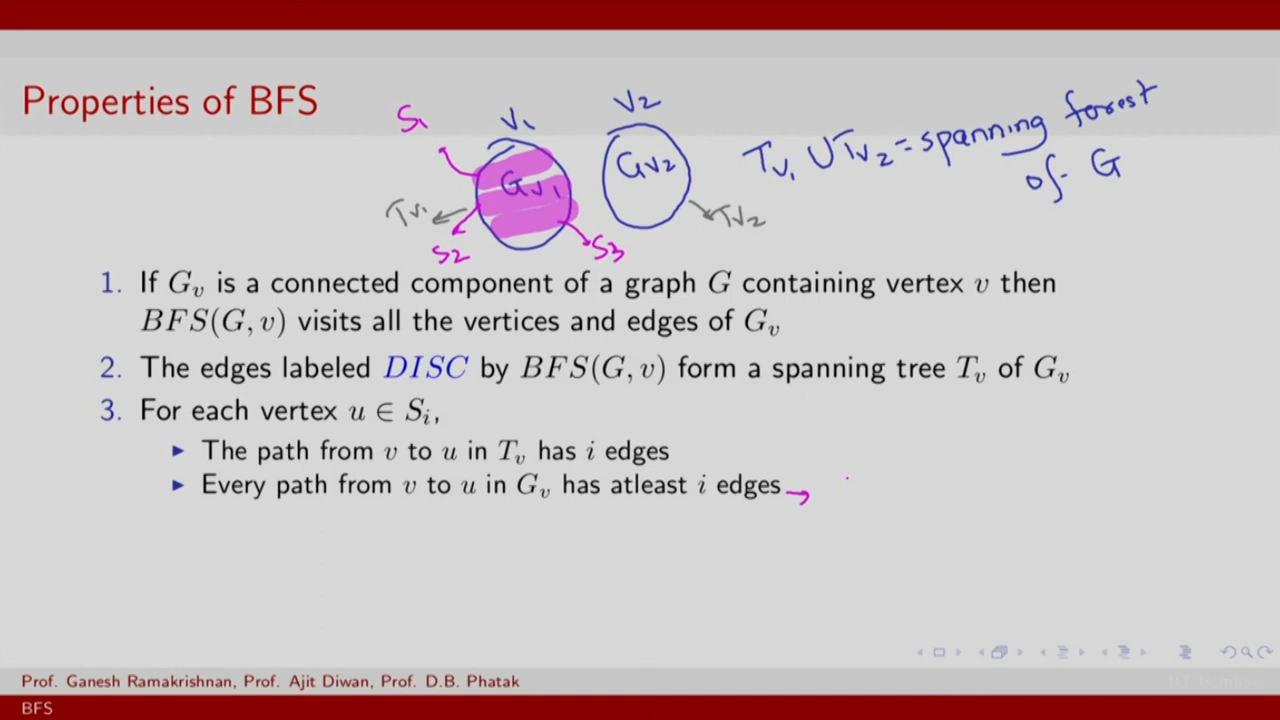 Properties of BFS
S1
V1
V2
GV1
GV2
TV1
TV2
S2
S3
TV1 ∪ TV2 = spanning forest
of G
1. If Gv is a connected component of a graph G containing vertex v then
BFS(G, v) visits all the vertices and edges of Gv
2. The edges labeled DISC by BFS(G, v) form a spanning tree Tv of Gv
3. For each vertex u ∈ Si,
▶ The path from v to u in Tv has i edges
▶ Every path from v to u in Gv has atleast i edges →
Prof. Ganesh Ramakrishnan, Prof. Ajit Diwan, Prof. D.B. Phatak
BFS